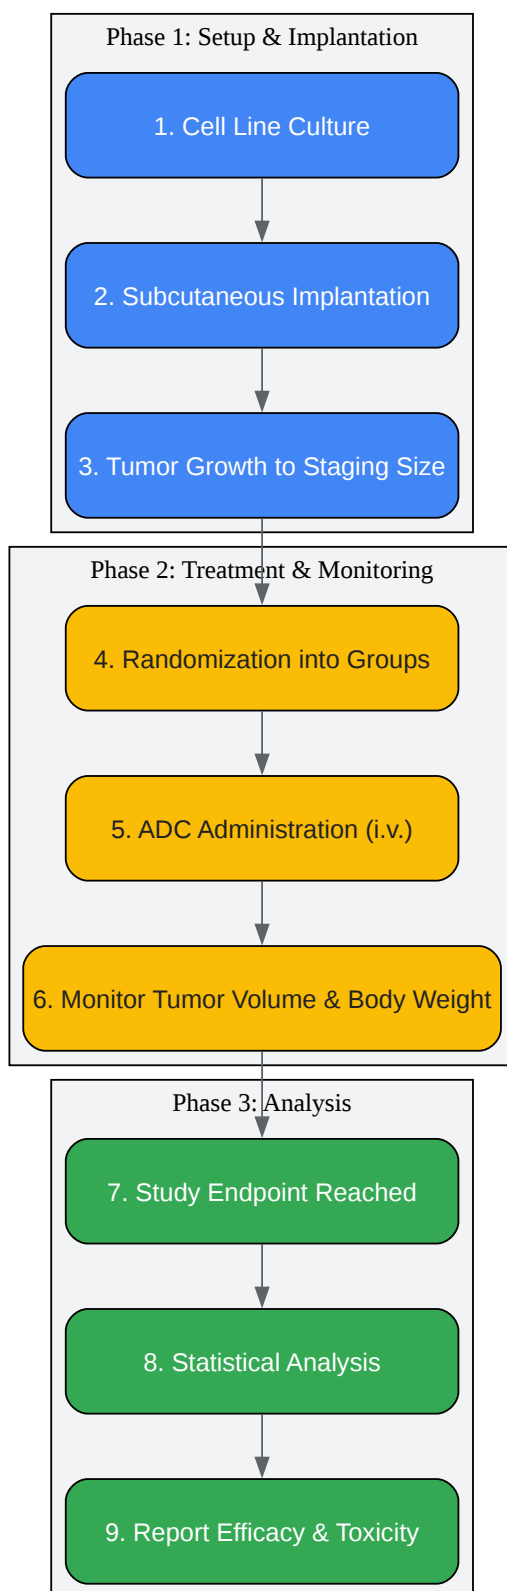 Phase 1: Setup & Implantation
1. Cell Line Culture
2. Subcutaneous Implantation
3. Tumor Growth to Staging Size
Phase 2: Treatment & Monitoring
4. Randomization into Groups
5. ADC Administration (i.v.)
6. Monitor Tumor Volume & Body Weight
Phase 3: Analysis
7. Study Endpoint Reached
8. Statistical Analysis
9. Report Efficacy & Toxicity